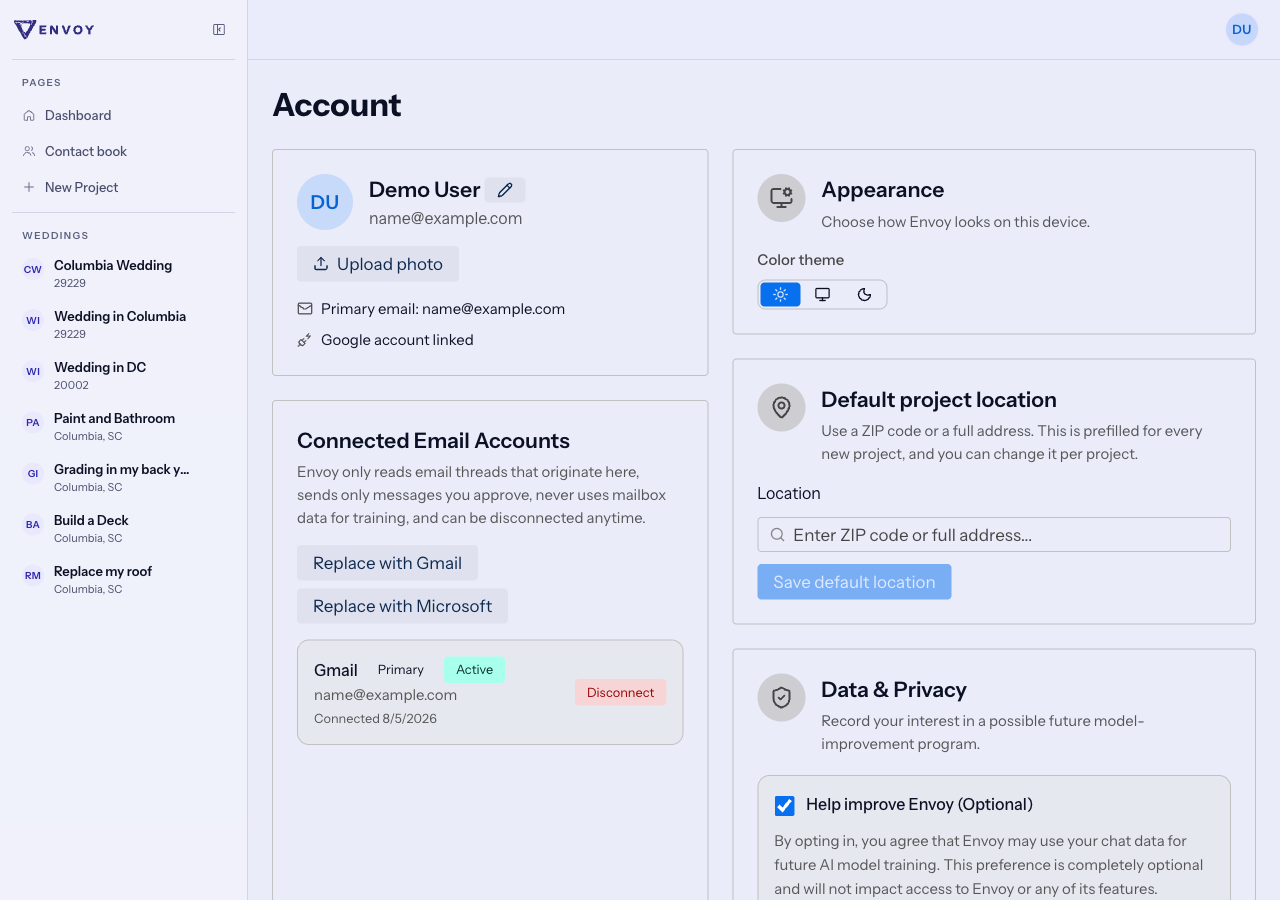 ENVOY
DU
PAGES
Dashboard
Contact book
New Project
WEDDINGS
CW
Columbia Wedding
29229
WI
Wedding in Columbia
29229
WI
Wedding in DC
20002
PA
Paint and Bathroom
Columbia, SC
GI
Grading in my back y...
Columbia, SC
BA
Build a Deck
Columbia, SC
RM
Replace my roof
Columbia, SC
Account
DU
Demo User
name@example.com
Upload photo
Primary email: name@example.com
Google account linked
Connected Email Accounts
Envoy only reads email threads that originate here,
sends only messages you approve, never uses mailbox
data for training, and can be disconnected anytime.
Replace with Gmail
Replace with Microsoft
Gmail Primary Active
name@example.com
Connected 8/5/2026
Disconnect
Appearance
Choose how Envoy looks on this device.
Color theme
Default project location
Use a ZIP code or a full address. This is prefilled for every
new project, and you can change it per project.
Location
Enter ZIP code or full address...
Save default location
Data & Privacy
Record your interest in a possible future model-
improvement program.
Help improve Envoy (Optional)
By opting in, you agree that Envoy may use your chat data for
future AI model training. This preference is completely optional
and will not impact access to Envoy or any of its features.